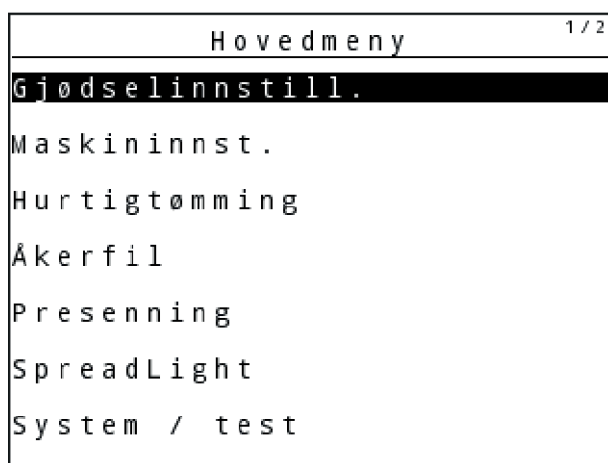 Hovedmeny 1/2
Gjødselinnstill.
Maskininnst.
Hurtigtømming
Åkerfil
Presenning
SpreadLight
System / test